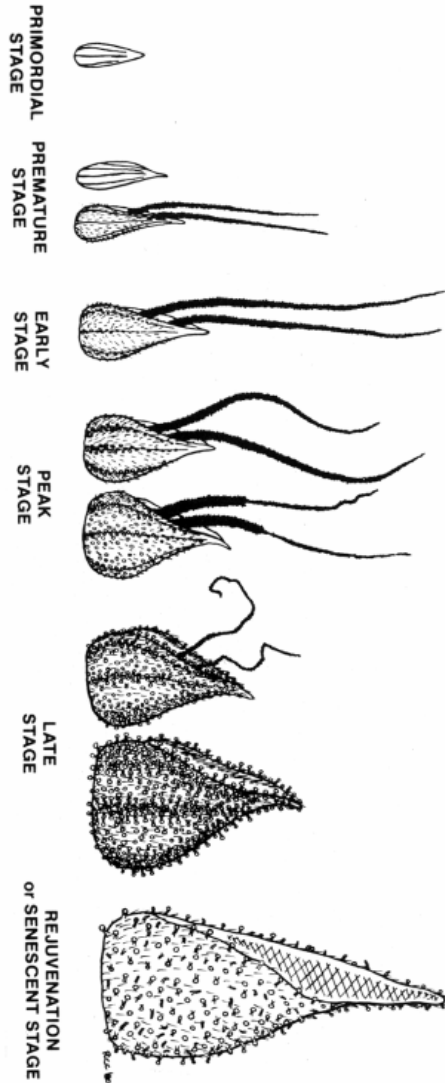 PRIMORDIAL
STAGE
PREMATURE
STAGE
EARLY
STAGE
PEAK
STAGE
LATE
STAGE
REJUVENATION
or SENESCENT STAGE